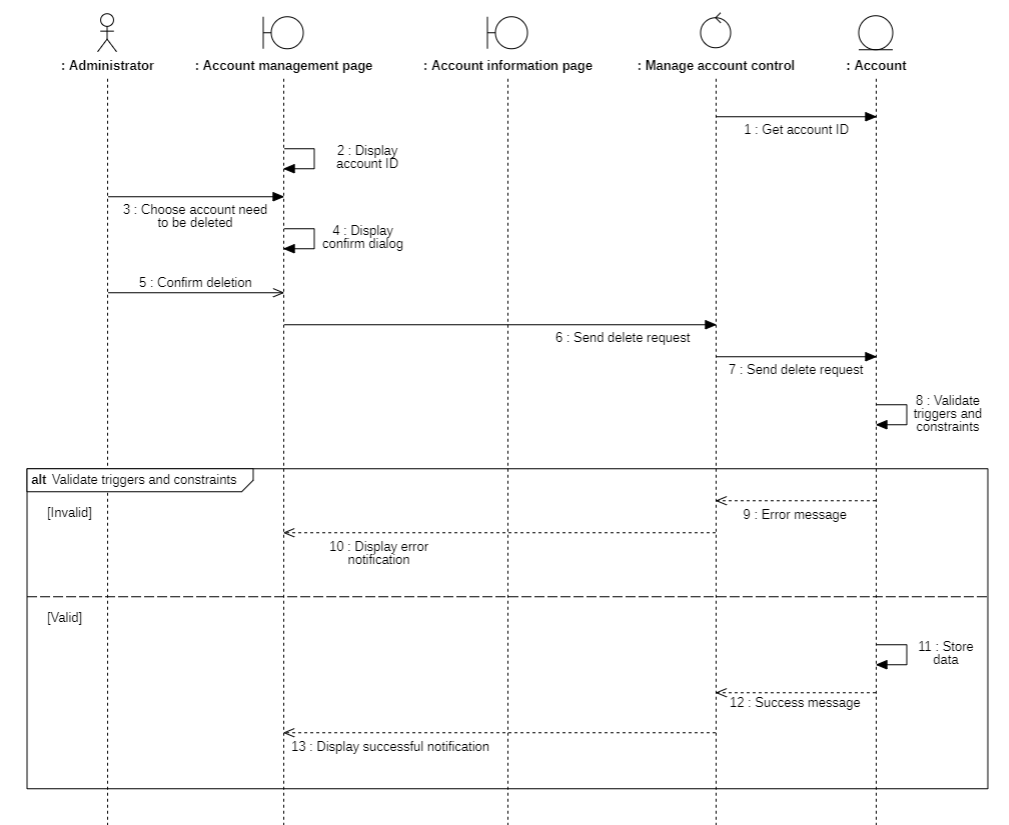 : Administrator
: Account management page
: Account information page
: Manage account control
: Account
1 : Get account ID
2 : Display
account ID
3 : Choose account need
to be deleted
4 : Display
confirm dialog
5 : Confirm deletion
6 : Send delete request
7 : Send delete request
8 : Validate
triggers and
constraints
alt Validate triggers and constraints
[Invalid]
9 : Error message
10 : Display error
notification
[Valid]
11 : Store
data
12 : Success message
13 : Display successful notification